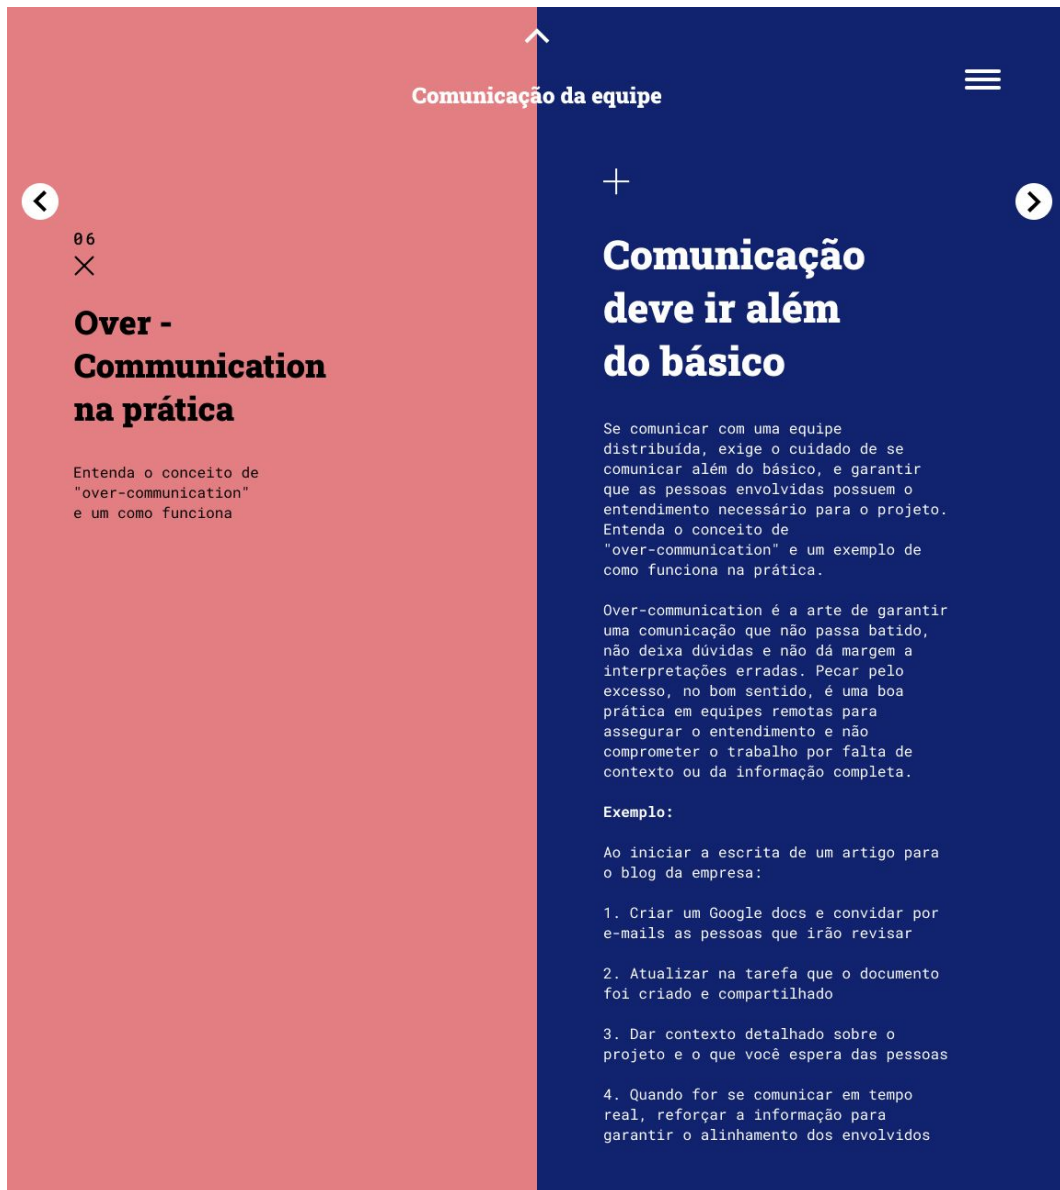 Comunicação da equipe
06
Over -
Communication
na prática
Entenda o conceito de
"over-communication"
e um como funciona
Comunicação
deve ir além
do básico
Se comunicar com uma equipe
distribuída, exige o cuidado de se
comunicar além do básico, e garantir
que as pessoas envolvidas possuem o
entendimento necessário para o projeto.
Entenda o conceito de
"over-communication" e um exemplo de
como funciona na prática.
Over-communication é a arte de garantir
uma comunicação que não passa batido,
não deixa dúvidas e não dá margem a
interpretações erradas. Pecar pelo
excesso, no bom sentido, é uma boa
prática em equipes remotas para
assegurar o entendimento e não
comprometer o trabalho por falta de
contexto ou da informação completa.
Exemplo:
Ao iniciar a escrita de um artigo para
o blog da empresa:
1. Criar um Google docs e convidar por
e-mails as pessoas que irão revisar
2. Atualizar na tarefa que o documento
foi criado e compartilhado
3. Dar contexto detalhado sobre o
projeto e o que você espera das pessoas
4. Quando for se comunicar em tempo
real, reforçar a informação para
garantir o alinhamento dos envolvidos